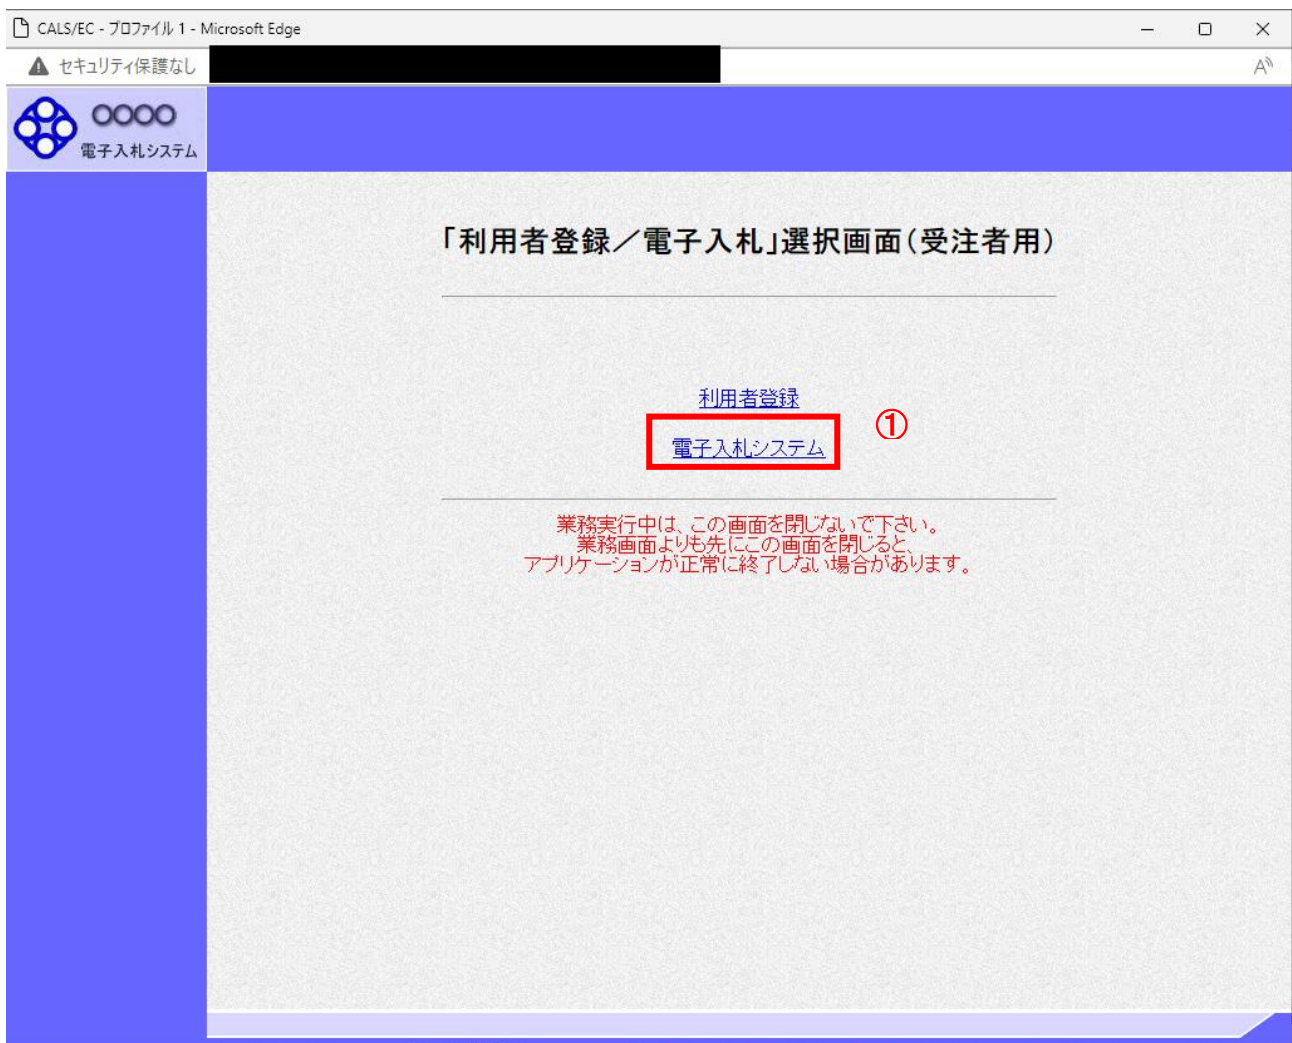 CALS/EC - プロファイル 1 - Microsoft Edge
セキュリティ保護なし
A
〇〇〇〇
電子入札システム
「利用者登録／電子入札」選択画面(受注者用)
利用者登録
①
電子入札システム
業務実行中は、この画面を閉じないで下さい。
業務画面よりも先にこの画面を閉じると、
アプリケーションが正常に終了しない場合があります。